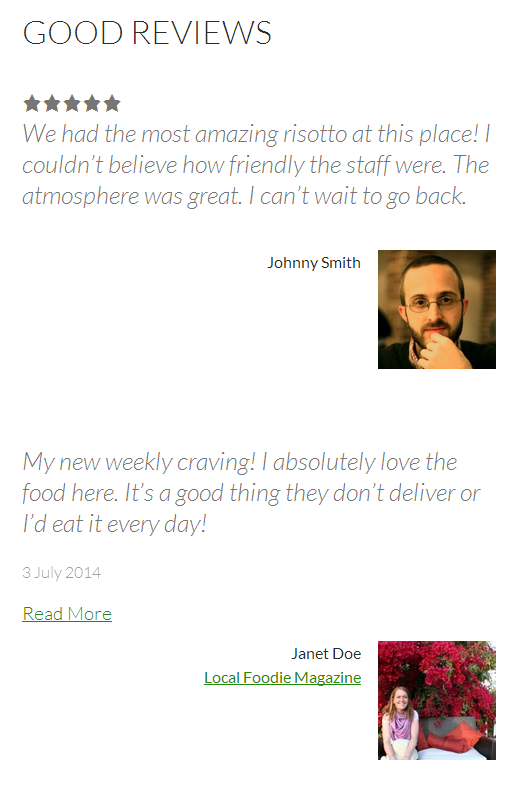 GOOD REVIEWS
We had the most amazing risotto at this place! I
couldn’t believe how friendly the staff were. The
atmosphere was great. I can’t wait to go back.
Johnny Smith
My new weekly craving! I absolutely love the
food here. It’s a good thing they don’t deliver or
I’d eat it every day!
3 July 2014
Read More
Janet Doe
Local Foodie Magazine